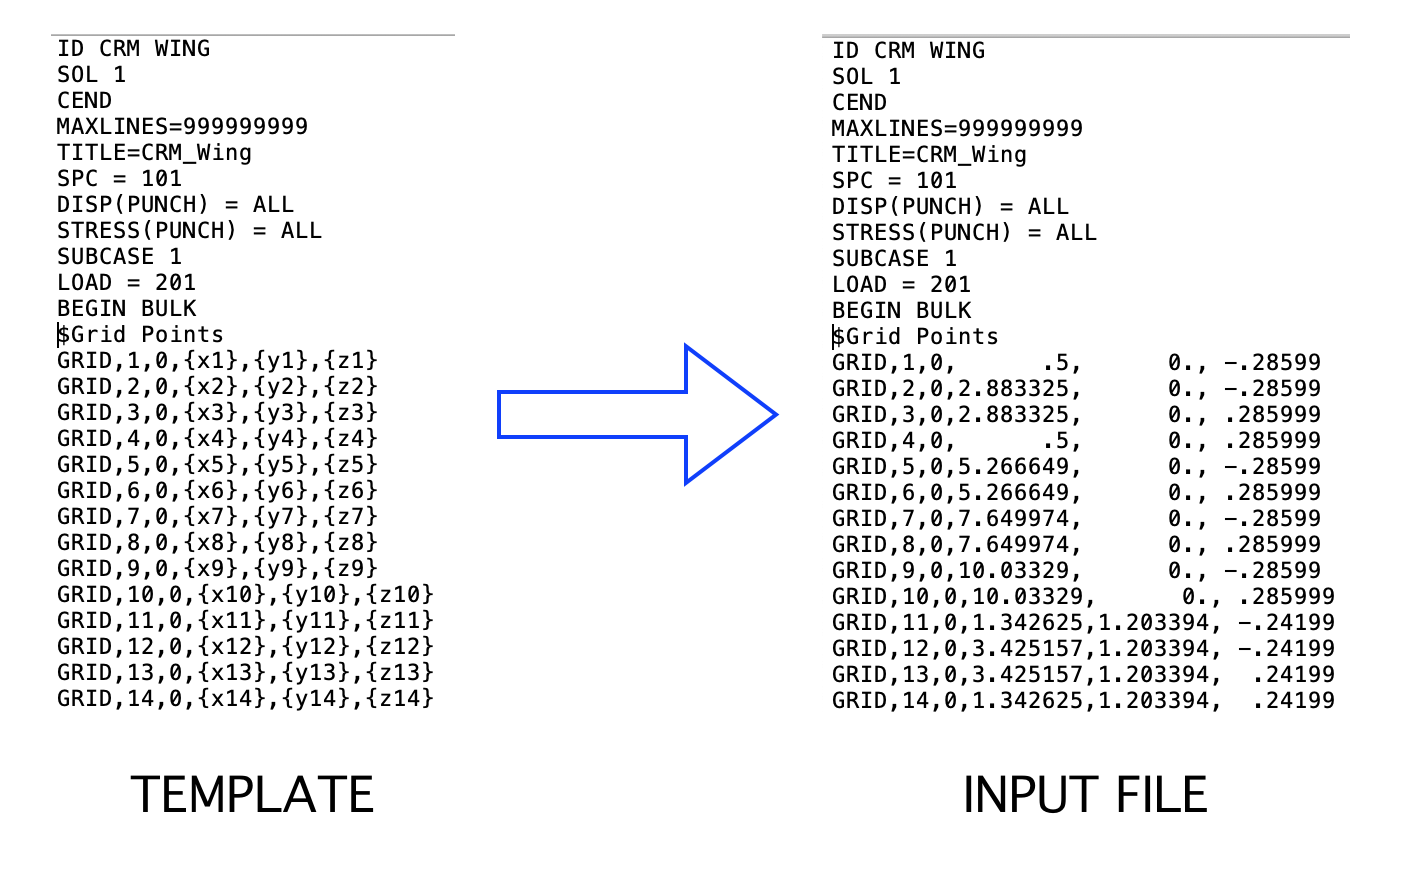 ID CRM WING
SOL 1
CEND
MAXLINES=999999999
TITLE=CRM_Wing
SPC = 101
DISP(PUNCH) = ALL
STRESS(PUNCH) = ALL
SUBCASE 1
LOAD = 201
BEGIN BULK
$Grid Points
GRID,1,0,{x1},{y1},{z1}
GRID,2,0,{x2},{y2},{z2}
GRID,3,0,{x3},{y3},{z3}
GRID,4,0,{x4},{y4},{z4}
GRID,5,0,{x5},{y5},{z5}
GRID,6,0,{x6},{y6},{z6}
GRID,7,0,{x7},{y7},{z7}
GRID,8,0,{x8},{y8},{z8}
GRID,9,0,{x9},{y9},{z9}
GRID,10,0,{x10},{y10},{z10}
GRID,11,0,{x11},{y11},{z11}
GRID,12,0,{x12},{y12},{z12}
GRID,13,0,{x13},{y13},{z13}
GRID,14,0,{x14},{y14},{z14}
TEMPLATE
ID CRM WING
SOL 1
CEND
MAXLINES=999999999
TITLE=CRM_Wing
SPC = 101
DISP(PUNCH) = ALL
STRESS(PUNCH) = ALL
SUBCASE 1
LOAD = 201
BEGIN BULK
$Grid Points
GRID,1,0,      .5,      0., -.28599
GRID,2,0,2.883325,      0., -.28599
GRID,3,0,2.883325,      0., .285999
GRID,4,0,      .5,      0., .285999
GRID,5,0,5.266649,      0., -.28599
GRID,6,0,5.266649,      0., .285999
GRID,7,0,7.649974,      0., -.28599
GRID,8,0,7.649974,      0., .285999
GRID,9,0,10.03329,      0., -.28599
GRID,10,0,10.03329,      0., .285999
GRID,11,0,1.342625,1.203394, -.24199
GRID,12,0,3.425157,1.203394, -.24199
GRID,13,0,3.425157,1.203394,  .24199
GRID,14,0,1.342625,1.203394,  .24199
INPUT FILE